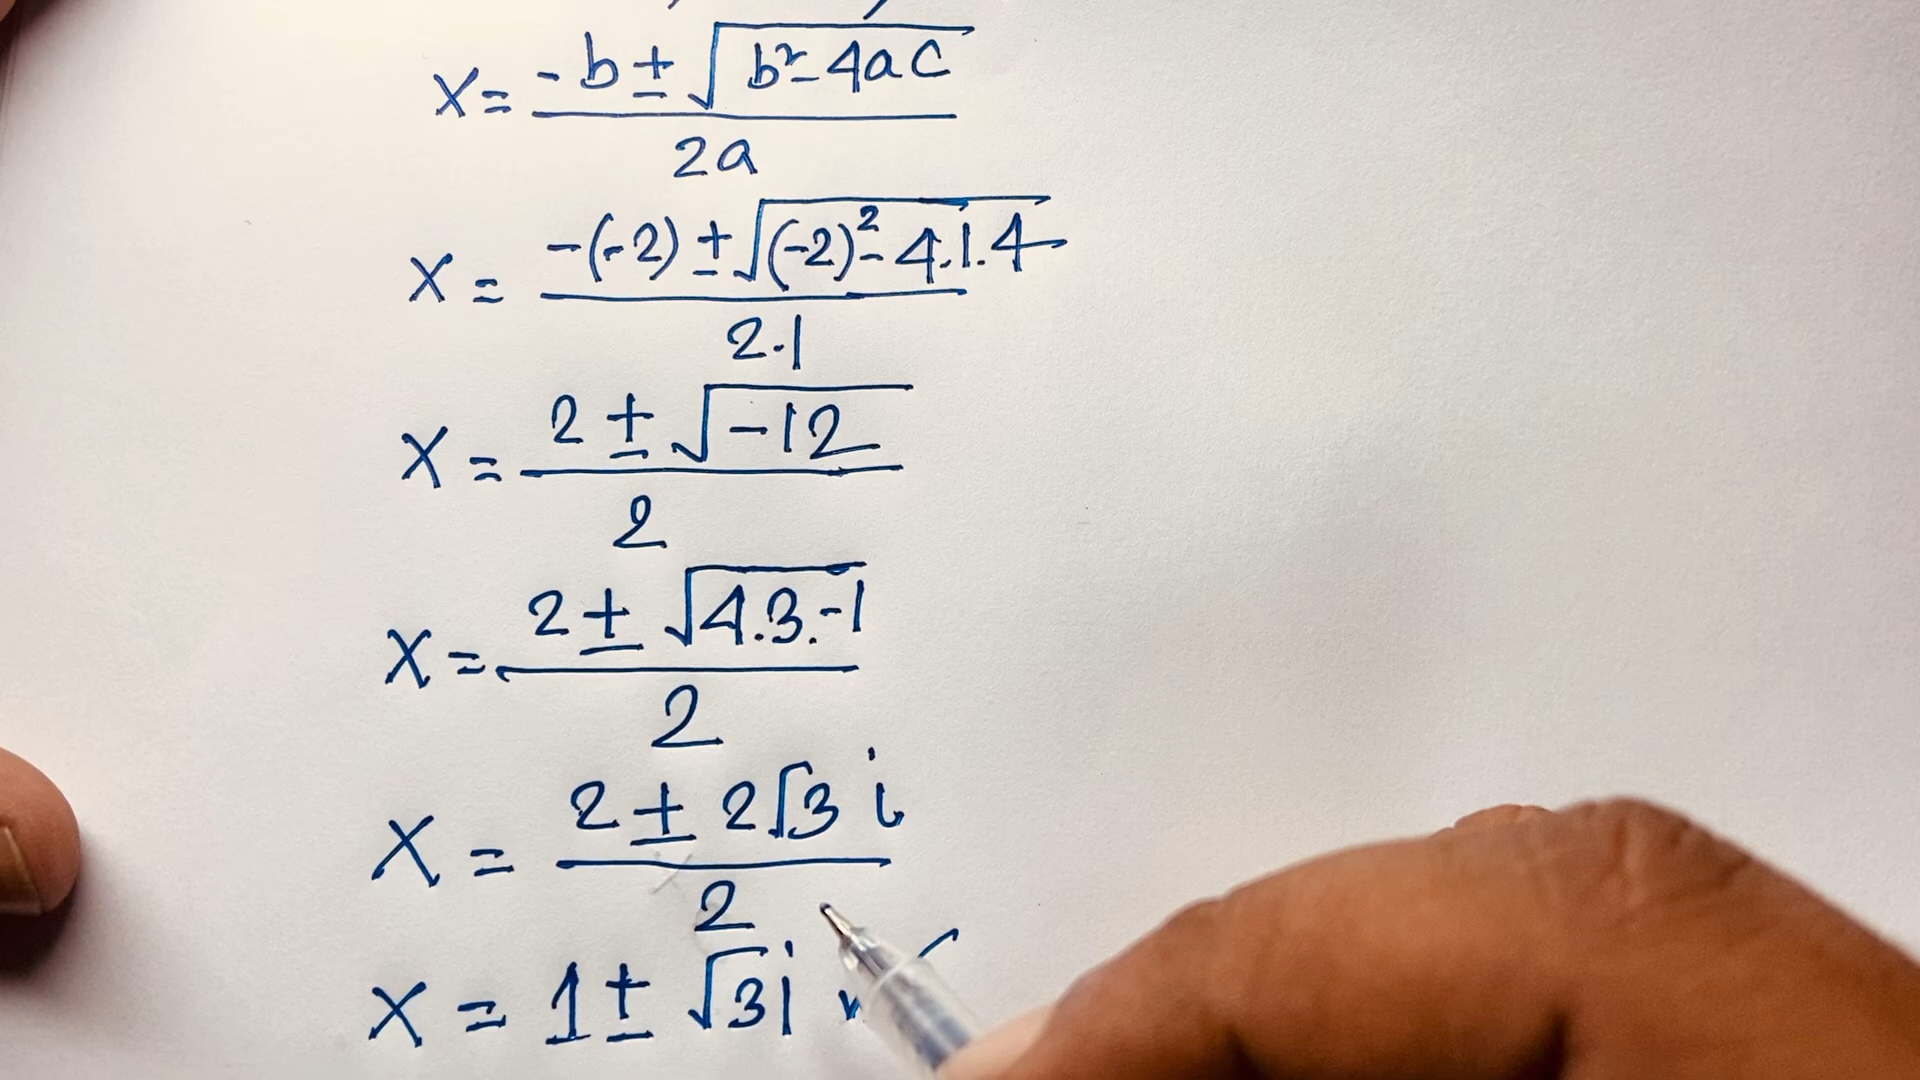 x = -b ± √(b² - 4ac) / 2a
x = -(-2) ± √((-2)² - 4.1.4) / 2.1
x = 2 ± √(-12) / 2
x = 2 ± √(4.3.-1) / 2
x = 2 ± 2√3 i / 2
x = 1 ± √3 i